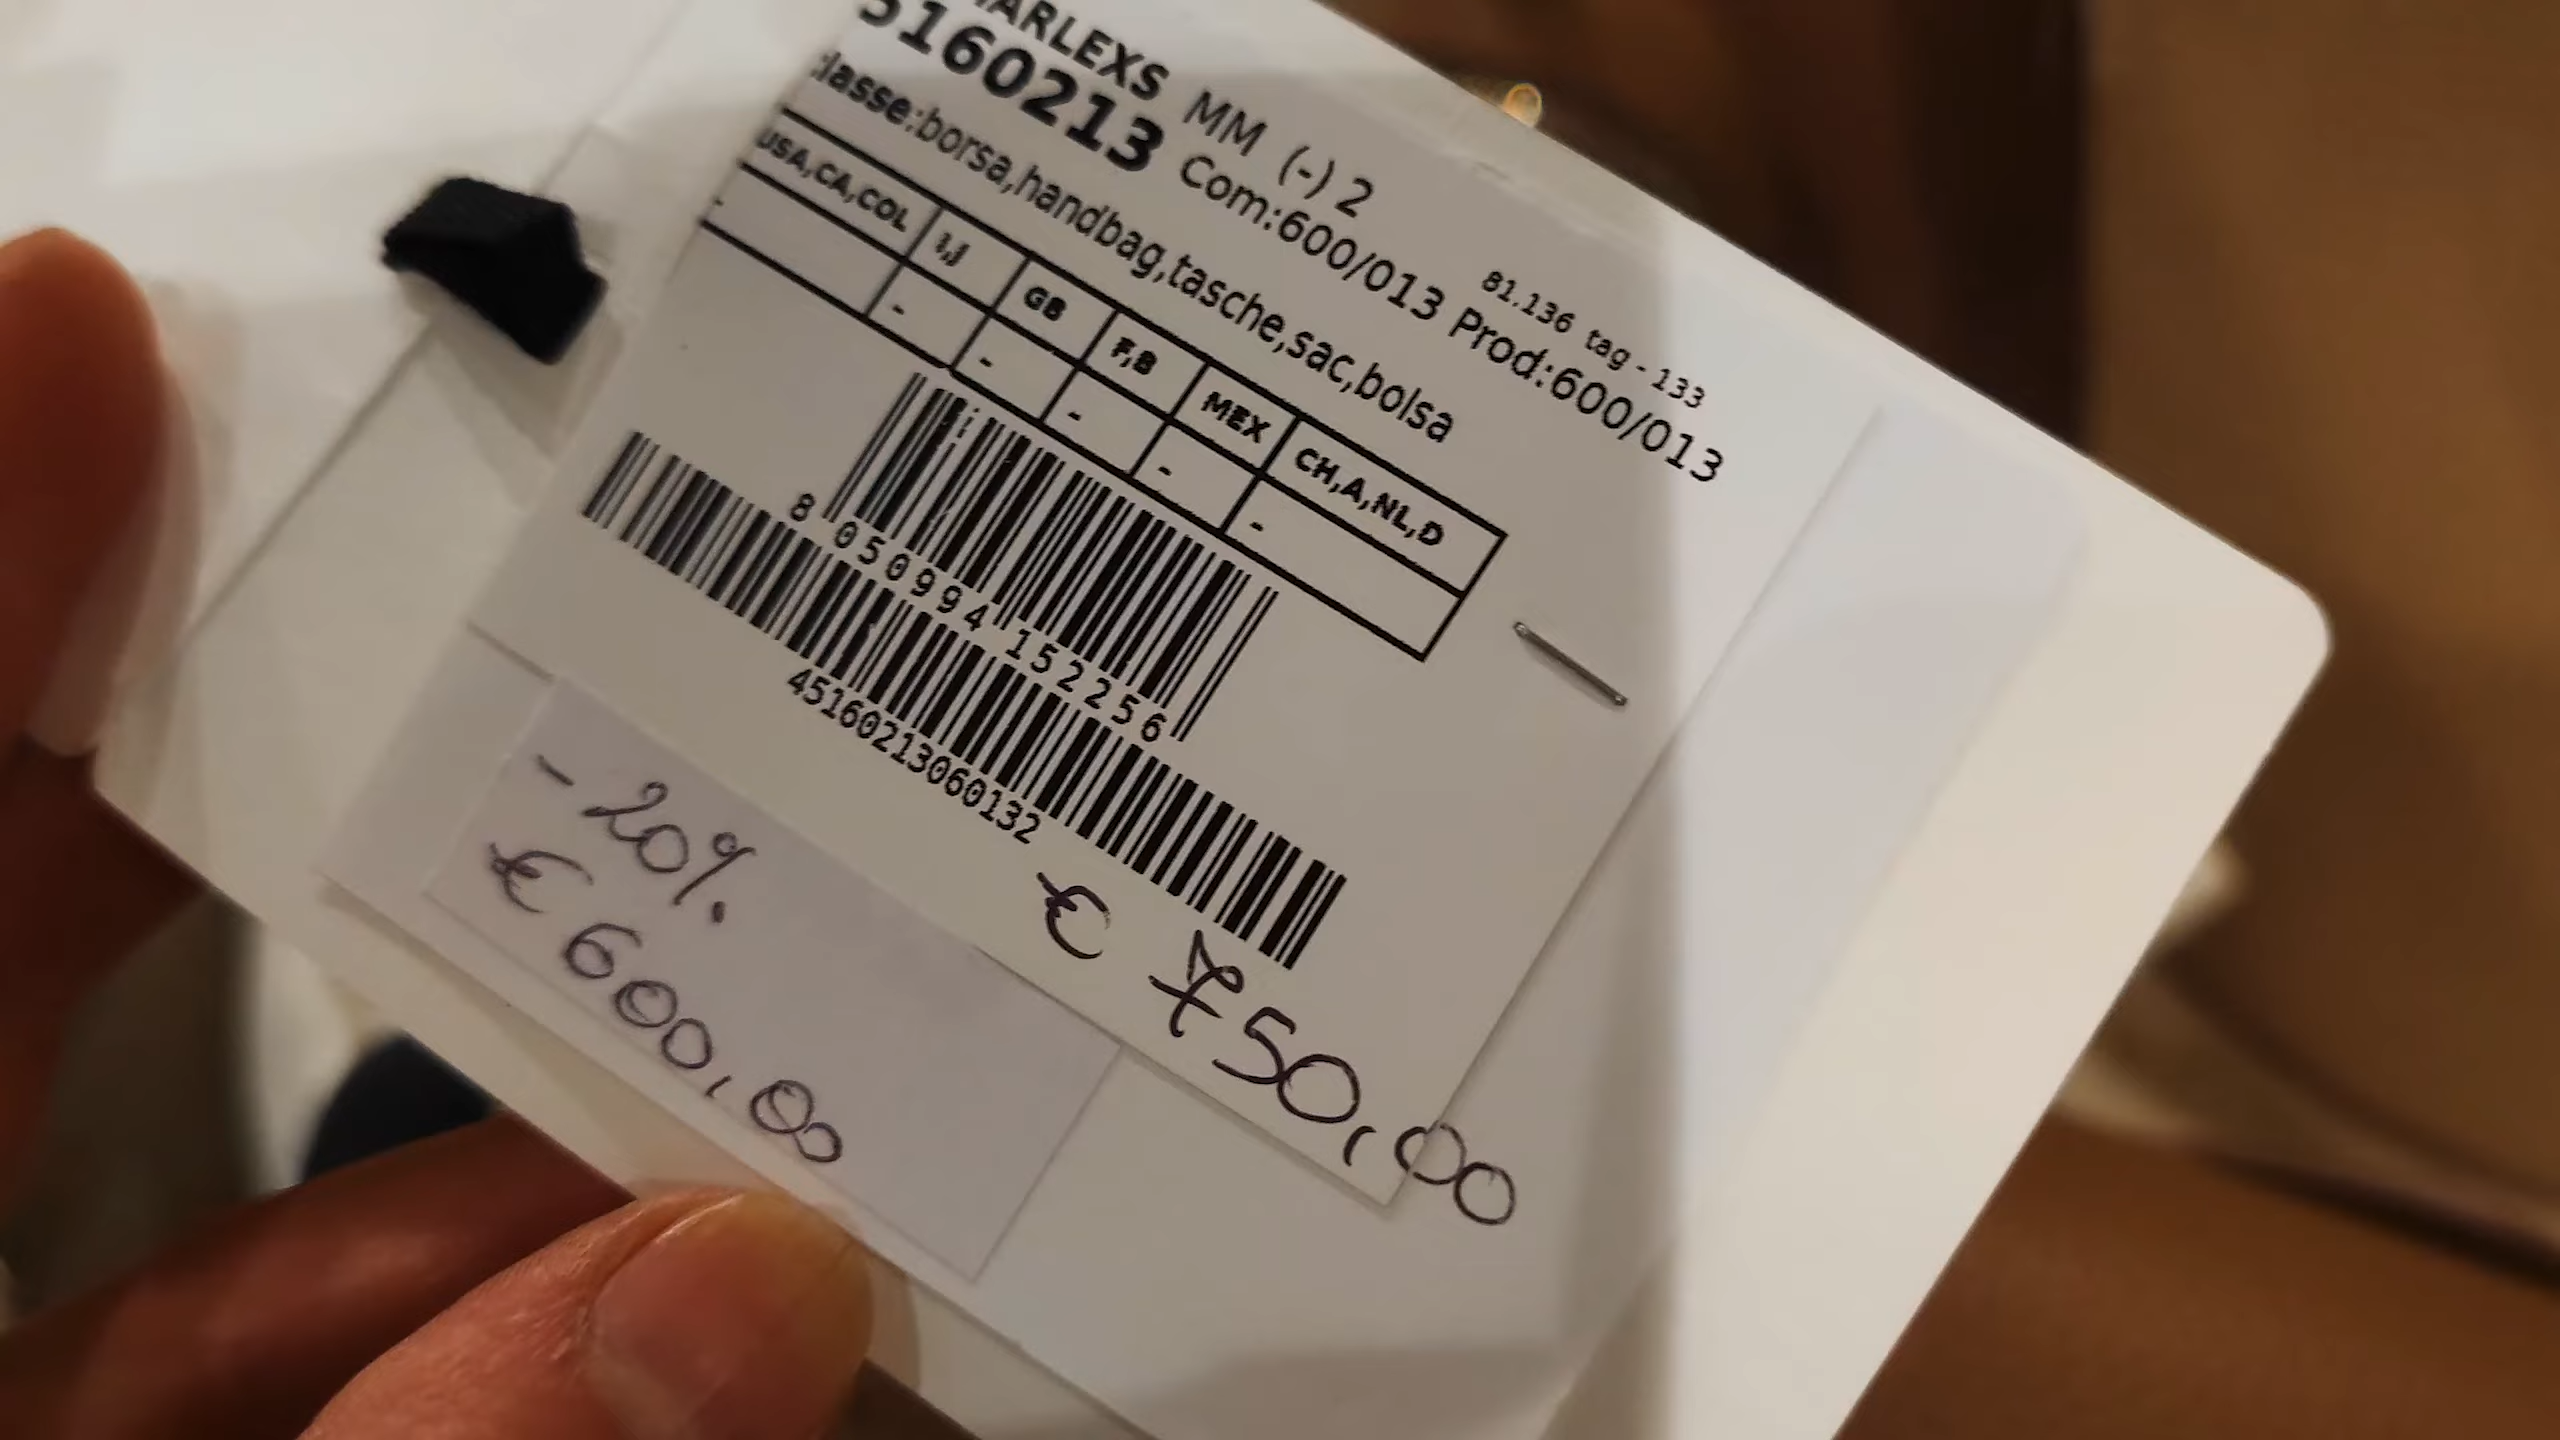 ARLEXS MM (-) 2
5160213 Com:600/013 Prod:600/013
81.136 tag - 133
lasse:borsa,handbag,tasche,sac,bolsa
USA,CA,COL I,J GB F,B MEX CH,A,NL,D
- - - - - -
8 050994 152256
45160213060132
€ 750,00
-20%
€ 600,00